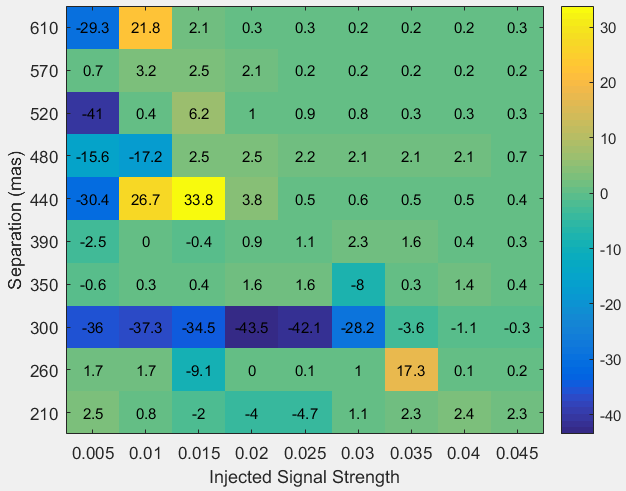 610 -29.3 21.8 2.1 0.3 0.3 0.2 0.2 0.2 0.3
570 0.7 3.2 2.5 2.1 0.2 0.2 0.2 0.2 0.2
520 -41 0.4 6.2 1 0.9 0.8 0.3 0.3 0.3
480 -15.6 -17.2 2.5 2.5 2.2 2.1 2.1 2.1 0.7
440 -30.4 26.7 33.8 3.8 0.5 0.6 0.5 0.5 0.4
390 -2.5 0 -0.4 0.9 1.1 2.3 1.6 0.4 0.3
350 -0.6 0.3 0.4 1.6 1.6 -8 0.4 1.4 0.4
300 -36 -37.3 -34.5 -43.5 -42.1 -28.2 -3.6 -1.1 -0.3
260 1.7 1.7 -9.1 0 0.1 1 17.3 0.1 0.2
210 2.5 0.8 -2 -4 -4.7 1.1 2.3 2.4 2.3
0.005 0.01 0.015 0.02 0.025 0.03 0.035 0.04 0.045
Injected Signal Strength
Separation (mas)
30
20
10
0
-10
-20
-30
-40